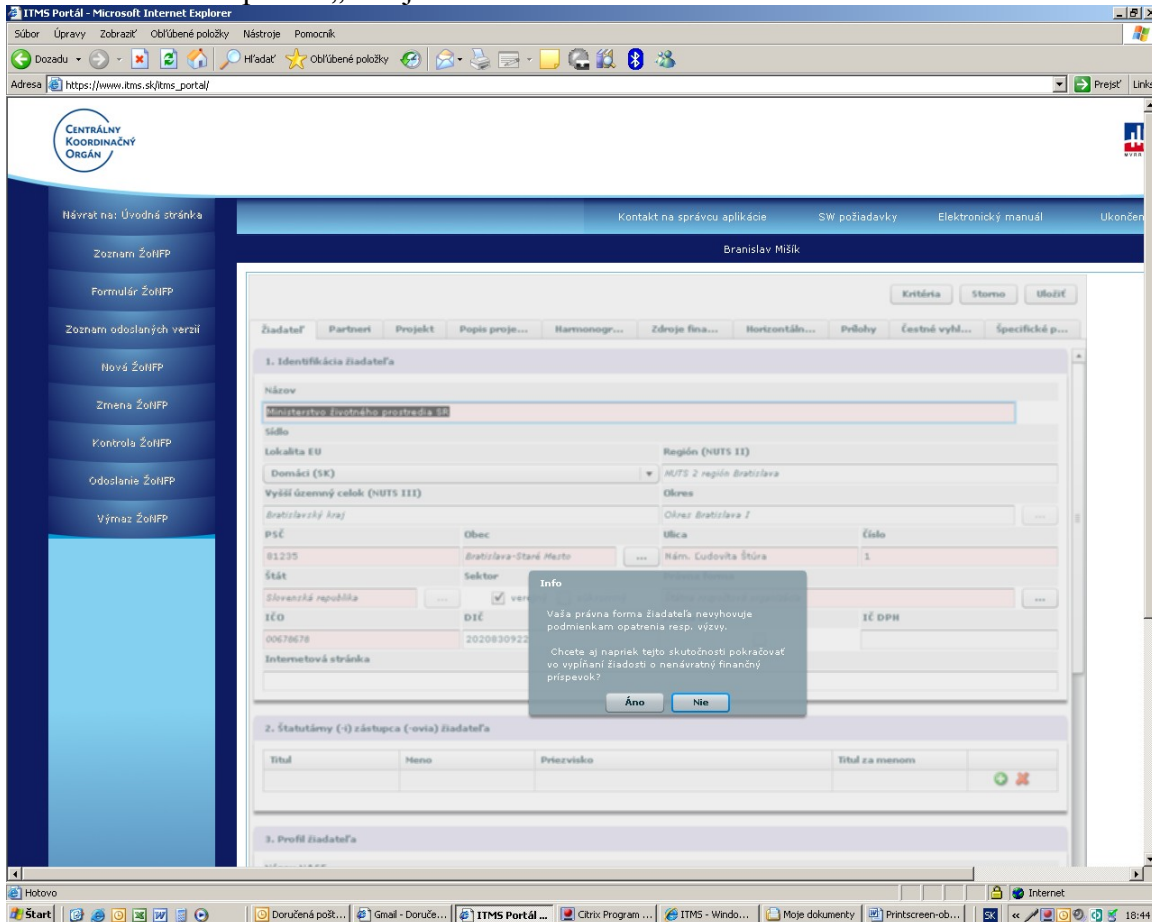 ITMS Portál - Microsoft Internet Explorer
Súbor Úpravy Zobraziť Obľúbené položky Nástroje Pomocník
Dozadu Hľadať Obľúbené položky
Adresa https://www.itms.sk/itms_portal/ Prejsť Links
CENTRÁLNY
KOORDINAČNÝ
ORGÁN
Návrat na: Úvodná stránka
Kontakt na správcu aplikácie SW požiadavky Elektronický manuál Ukončen
Zoznam ŽoNFP
Branislav Mišík
Formulár ŽoNFP
Kritéria Storno Uložiť
Zoznam odoslaných verzií
Žiadateľ Partneri Projekt Popis proje... Harmonogr... Zdroje fina... Horizontáln... Prílohy Čestné vyhl... Špecifické p...
Nová ŽoNFP
1. Identifikácia žiadateľa
Názov
Zmena ŽoNFP
Ministerstvo životného prostredia SR
Sídlo
Kontrola ŽoNFP
Lokalita EU Región (NUTS II)
Domáci (SK) NUTS 2 región Bratislava
Odoslanie ŽoNFP
Vyšší územný celok (NUTS III) Okres
Bratislavský kraj Okres Bratislava I ...
Výmaz ŽoNFP
PSČ Obec Ulica Číslo
81235 Bratislava-Staré Mesto ... Nám. Ľudovíta Štúra 1
Štát Sektor
Slovenská republika ... ...
IČO DIČ IČ DPH
00678678 2020830922
Internetová stránka
Info
Vaša právna forma žiadateľa nevyhovuje
podmienkam opatrenia resp. výzvy.
Chcete aj napriek tejto skutočnosti pokračovať
vo vypĺňaní žiadosti o nenávratný finančný
príspevok?
Áno Nie
2. Štatutárny (-i) zástupca (-ovia) žiadateľa
Titul Meno Priezvisko Titul za menom
3. Profil žiadateľa
Hotovo Internet
Štart Doručená pošt... Gmail - Doruče... ITMS Portál ... Citrix Program ... ITMS - Windo... Moje dokumenty Printscreen-ob... SK 18:44